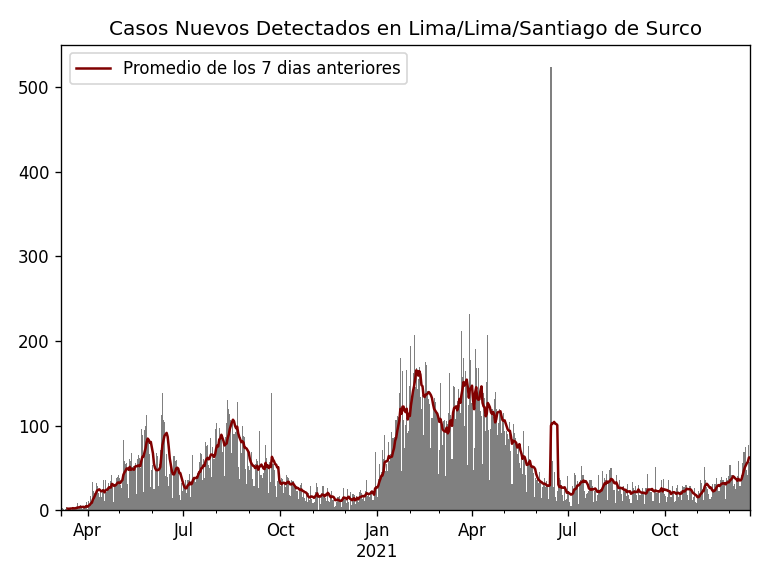 Casos Nuevos Detectados en Lima/Lima/Santiago de Surco
Promedio de los 7 dias anteriores
500
400
300
200
100
0
Apr Jul Oct Jan Apr Jul Oct
2021